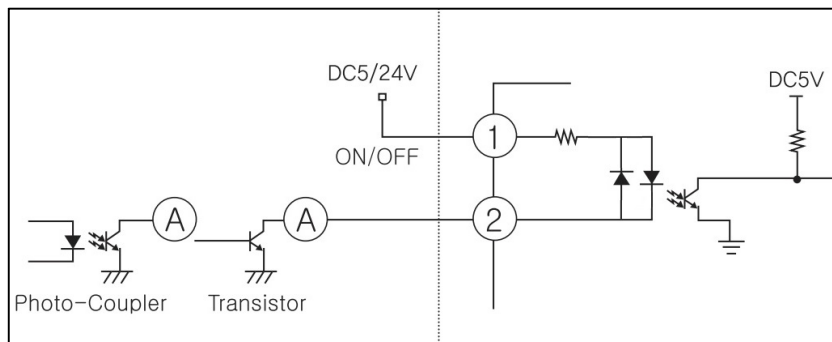 DC5/24V
DC5V
1
ON/OFF
A
A
2
Photo-Coupler
Transistor